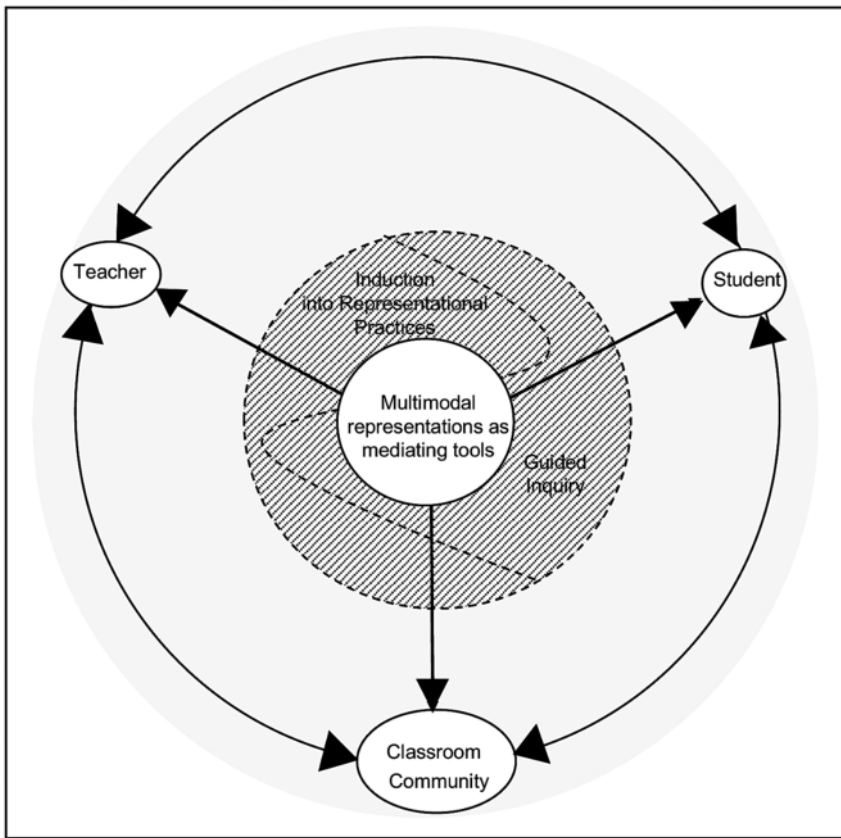 Teacher
Student
Induction
into Representational
Practices
Multimodal
representations as
mediating tools
Guided
Inquiry
Classroom
Community